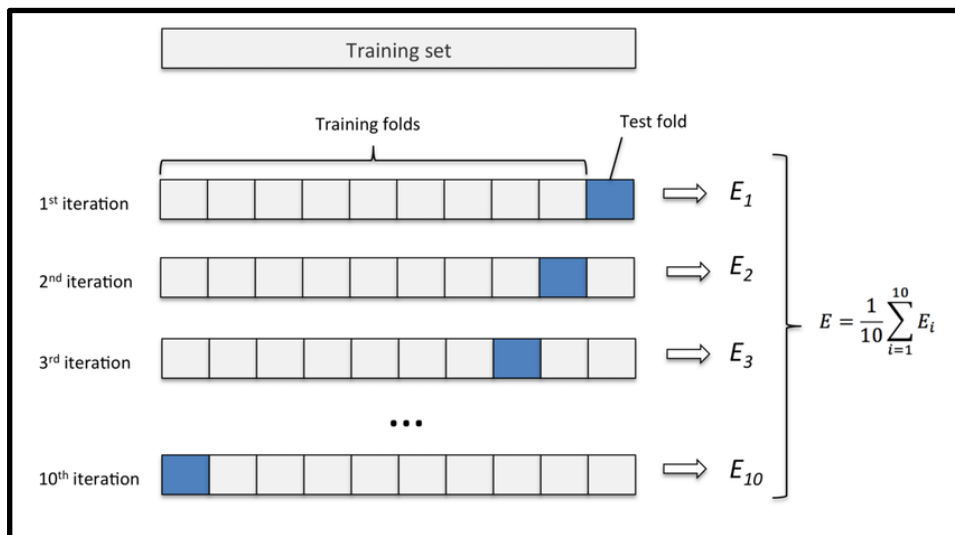 Training set
Training folds
Test fold
1st iteration
E1
2nd iteration
E2
3rd iteration
E3
E = 1/10 10∑i=1 Ei
...
10th iteration
E10